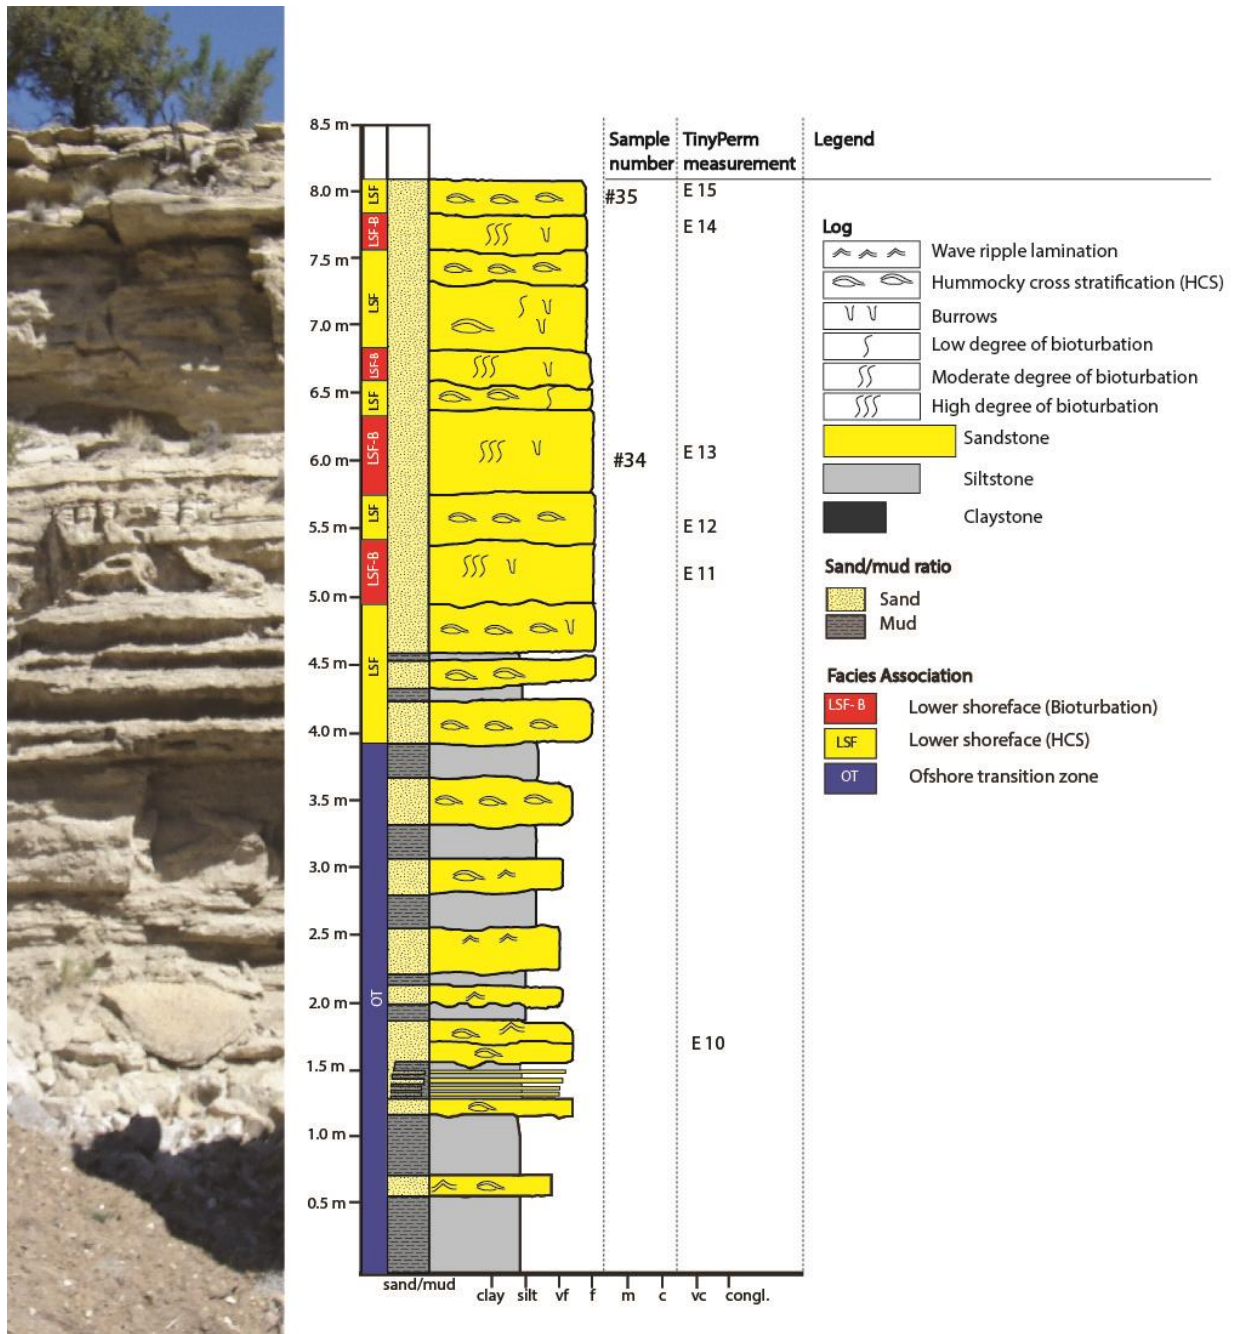 8.5 m
Sample number
TinyPerm measurement
Legend
8.0 m
LSF
#35
E 15
LSF-B
E 14
7.5 m
LSF
7.0 m
LSF-B
6.5 m
LSF
LSF-B
6.0 m
#34
E 13
LSF
5.5 m
E 12
LSF-B
E 11
5.0 m
LSF
4.5 m
4.0 m
3.5 m
3.0 m
2.5 m
OT
2.0 m
E 10
1.5 m
1.0 m
0.5 m
sand/mud
clay silt vf f m c vc congl.
Log
Wave ripple lamination
Hummocky cross stratification (HCS)
Burrows
Low degree of bioturbation
Moderate degree of bioturbation
High degree of bioturbation
Sandstone
Siltstone
Claystone
Sand/mud ratio
Sand
Mud
Facies Association
LSF- B Lower shoreface (Bioturbation)
LSF Lower shoreface (HCS)
OT Ofshore transition zone